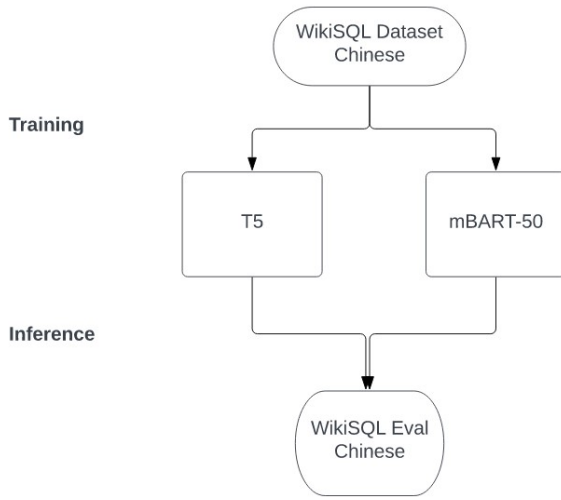 WikiSQL Dataset
Chinese
Training
T5
mBART-50
Inference
WikiSQL Eval
Chinese